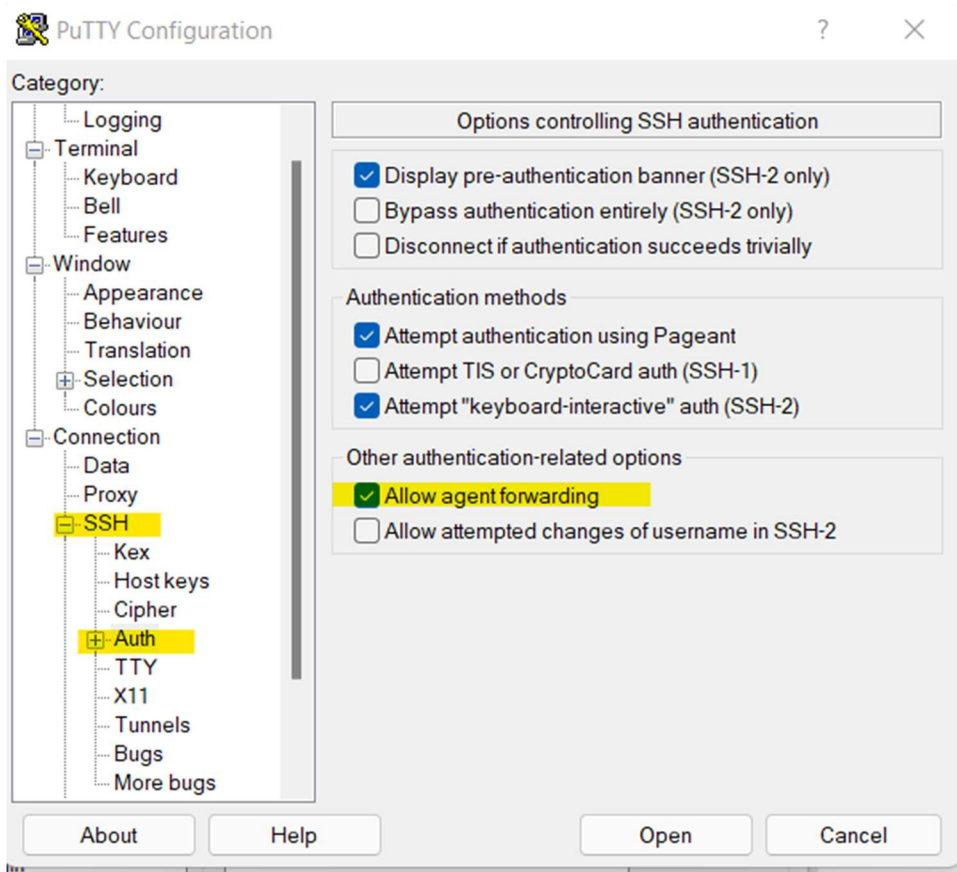 PuTTY Configuration
?
Category:
Logging
Terminal
Keyboard
Bell
Features
Window
Appearance
Behaviour
Translation
Selection
Colours
Connection
Data
Proxy
SSH
Kex
Host keys
Cipher
Auth
TTY
X11
Tunnels
Bugs
More bugs
Options controlling SSH authentication
Display pre-authentication banner (SSH-2 only)
Bypass authentication entirely (SSH-2 only)
Disconnect if authentication succeeds trivially
Authentication methods
Attempt authentication using Pageant
Attempt TIS or CryptoCard auth (SSH-1)
Attempt "keyboard-interactive" auth (SSH-2)
Other authentication-related options
Allow agent forwarding
Allow attempted changes of username in SSH-2
About
Help
Open
Cancel